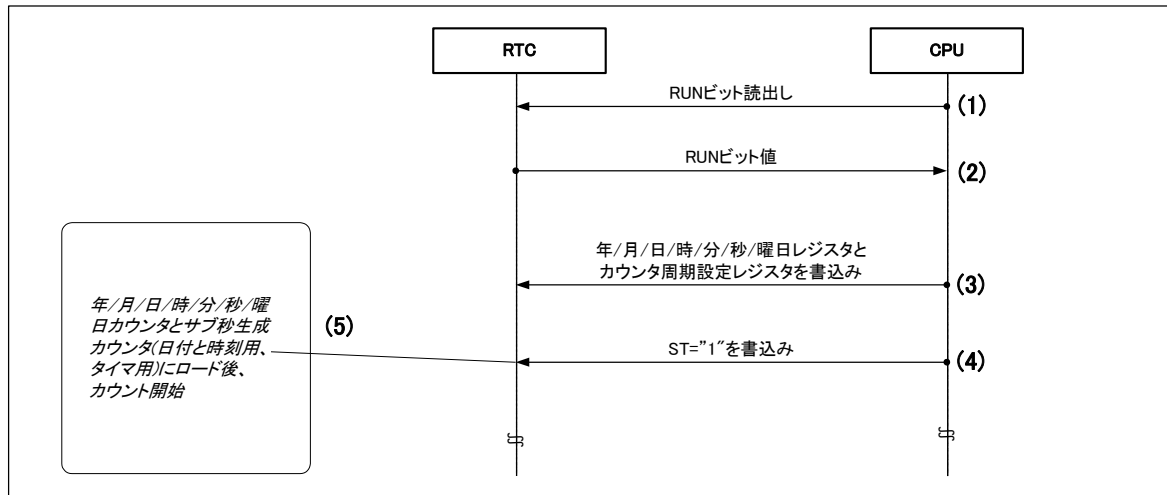 RTC
CPU
RUNビット読出し
(1)
RUNビット値
(2)
年/月/日/時/分/秒/曜日レジスタと
カウンタ周期設定レジスタを書込み
(3)
年/月/日/時/分/秒/曜
日カウンタとサブ秒生成
カウンタ(日付と時刻用、
タイマ用)にロード後、
カウント開始
(5)
ST=”1”を書込み
(4)